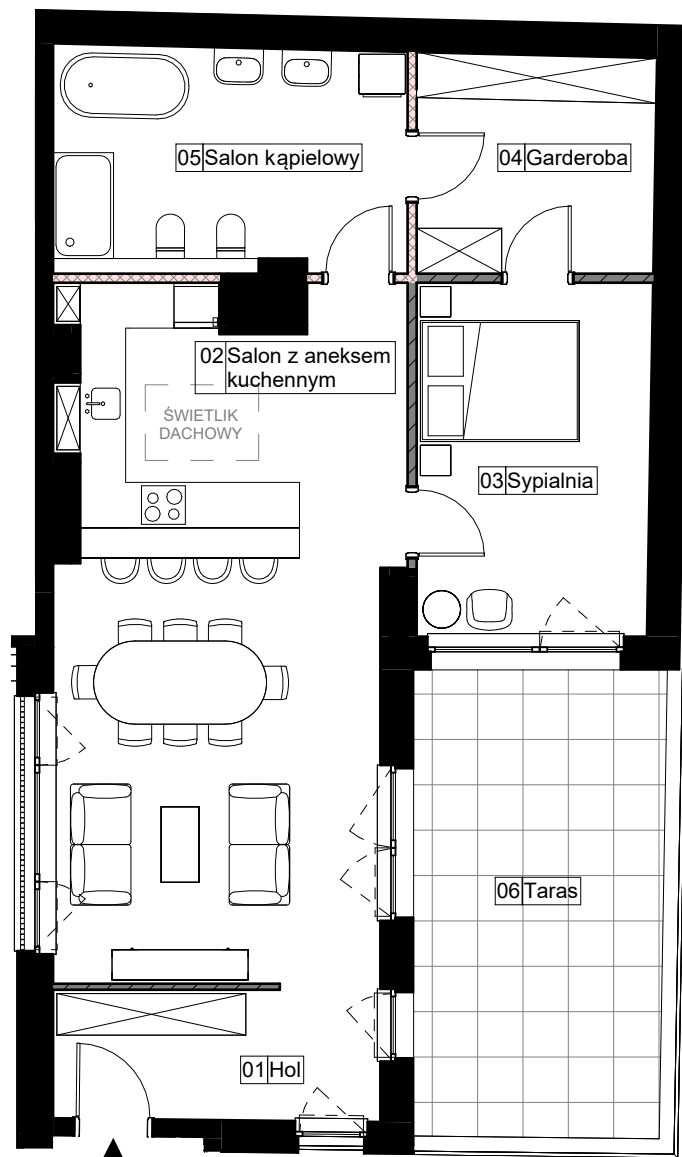 05 Salon kąpielowy
04 Garderoba
02 Salon z aneksem
kuchennym
ŚWIETLIK
DACHOWY
03 Sypialnia
06 Taras
01 Hol